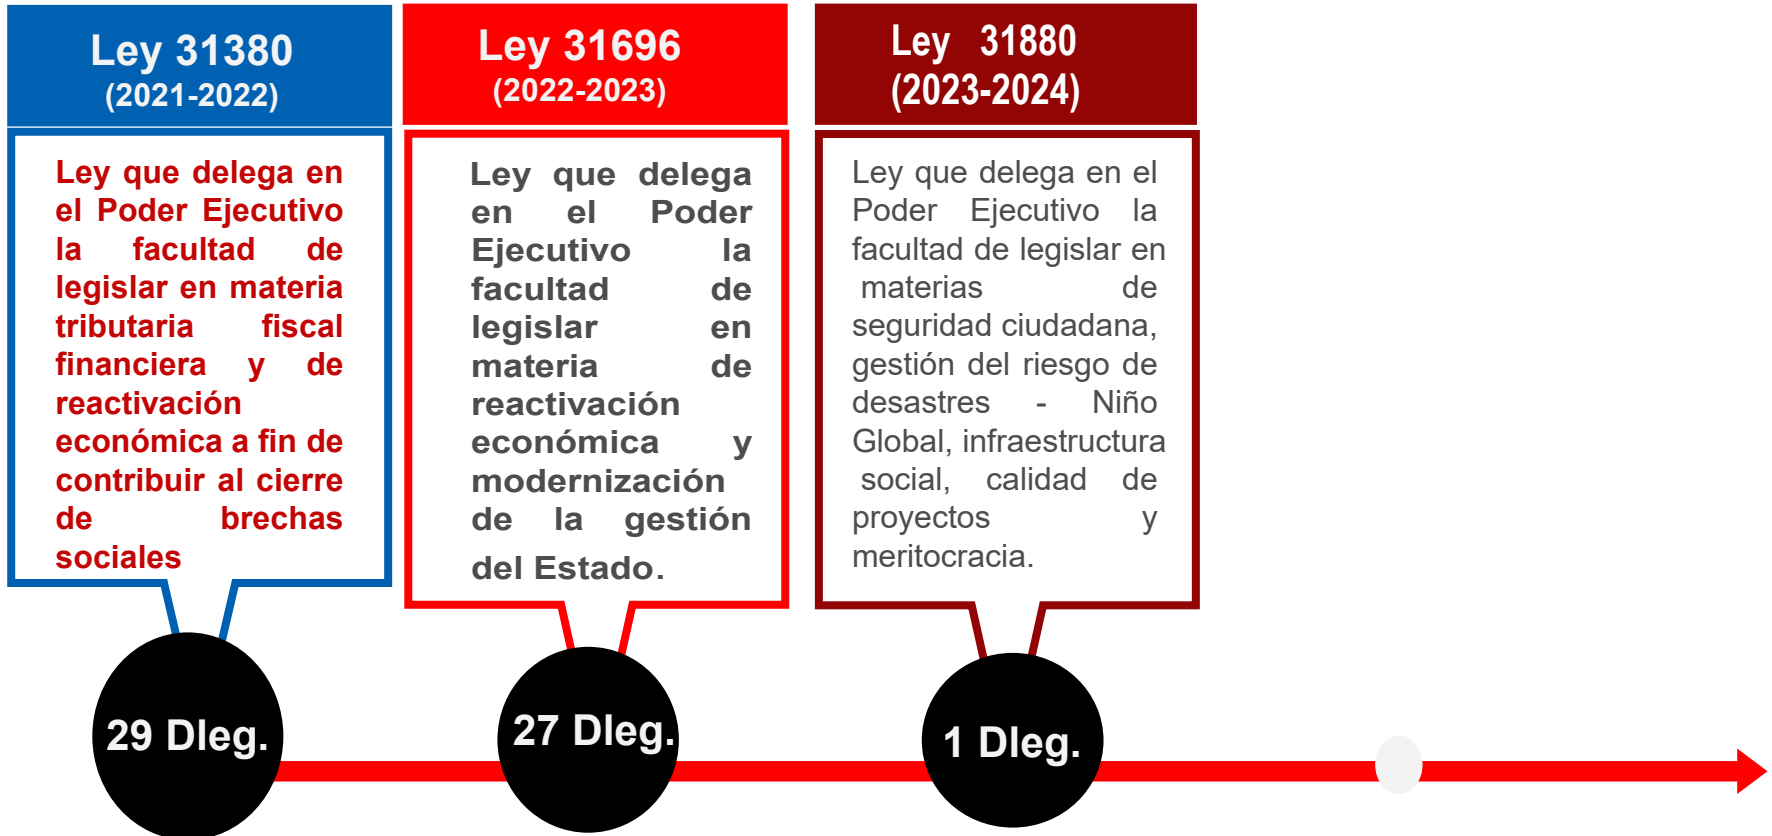 Ley 31380
(2021-2022)
Ley que delega en
el Poder Ejecutivo
la facultad de
legislar en materia
tributaria fiscal
financiera y de
reactivación
económica a fin de
contribuir al cierre
de brechas
sociales
29 Dleg.
Ley 31696
(2022-2023)
Ley que delega
en el Poder
Ejecutivo la
facultad de
legislar en
materia de
reactivación
económica y
modernización
de la gestión
del Estado.
27 Dleg.
Ley 31880
(2023-2024)
Ley que delega en el
Poder Ejecutivo la
facultad de legislar en
materias de
seguridad ciudadana,
gestión del riesgo de
desastres - Niño
Global, infraestructura
social, calidad de
proyectos y
meritocracia.
1 Dleg.